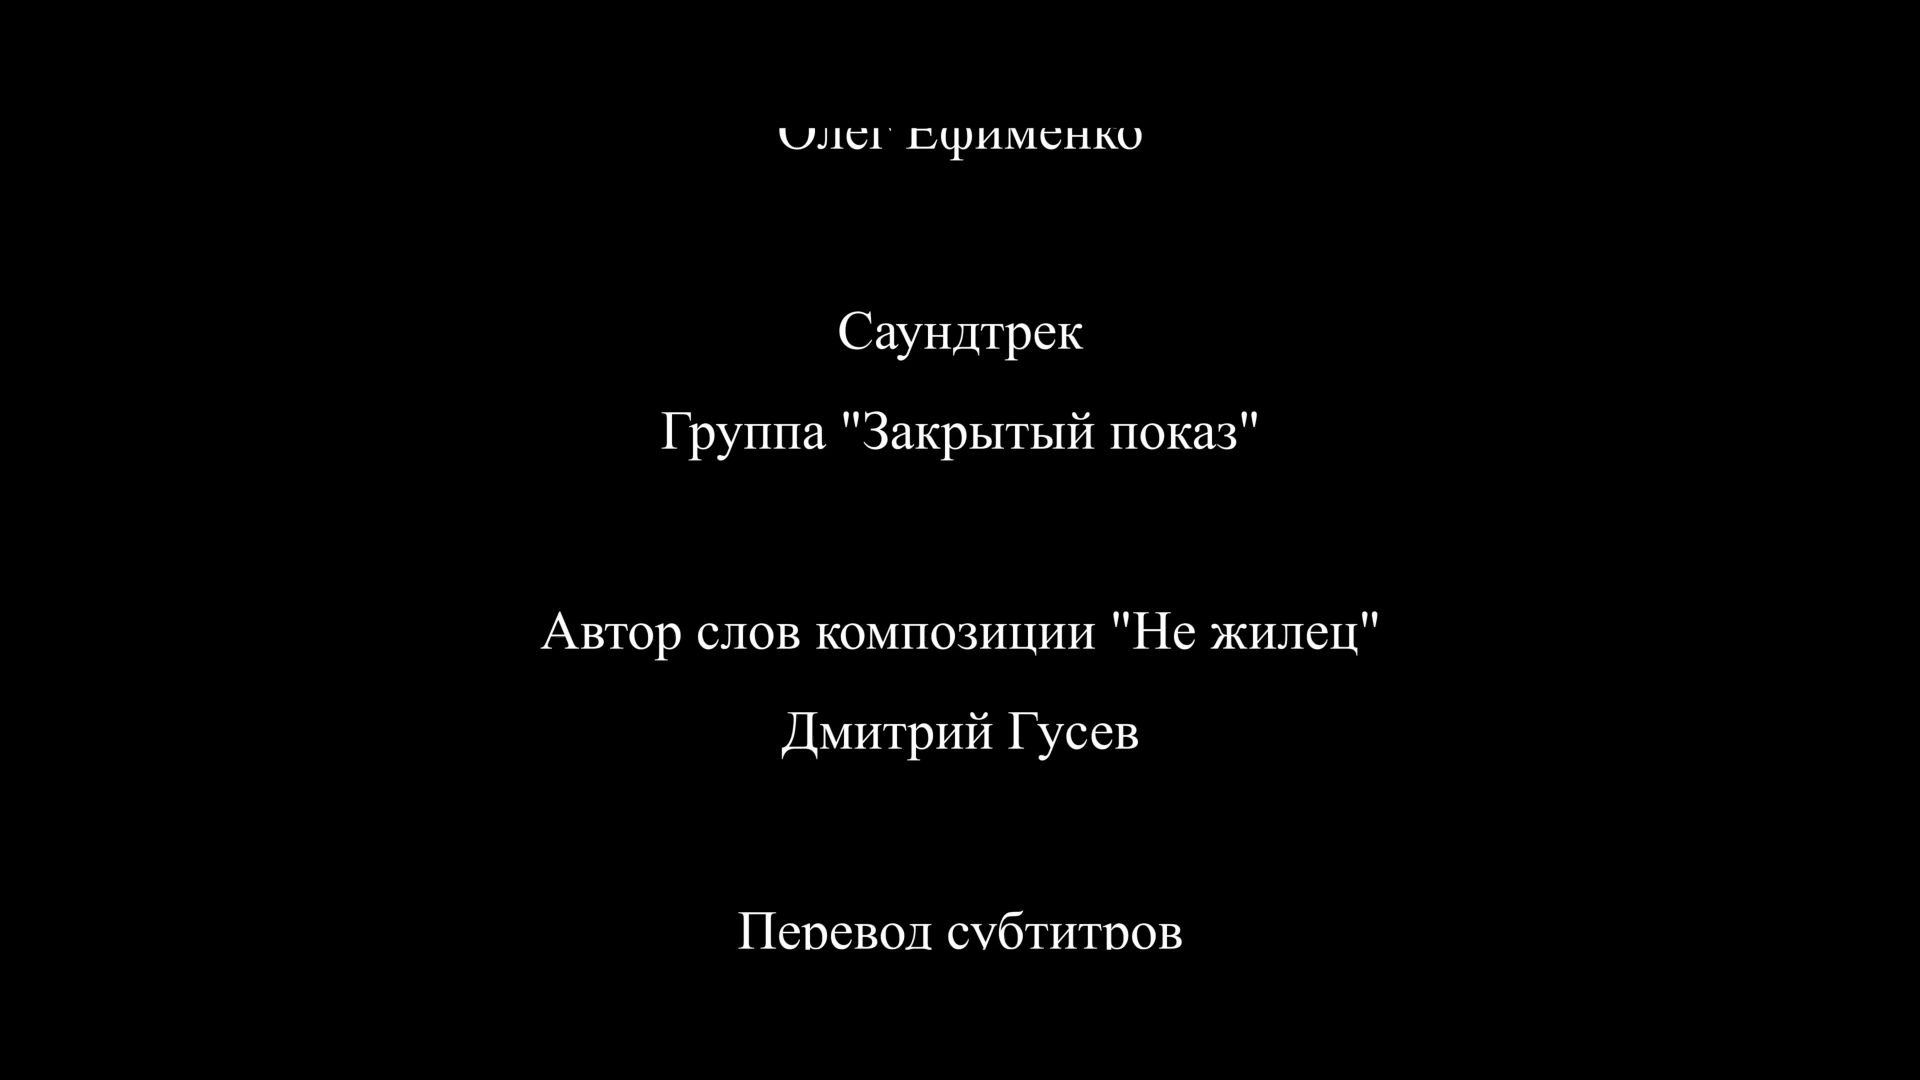 Олег Ефименко
Саундтрек
Группа "Закрытый показ"
Автор слов композиции "Не жилец"
Дмитрий Гусев
Перевод субтитров